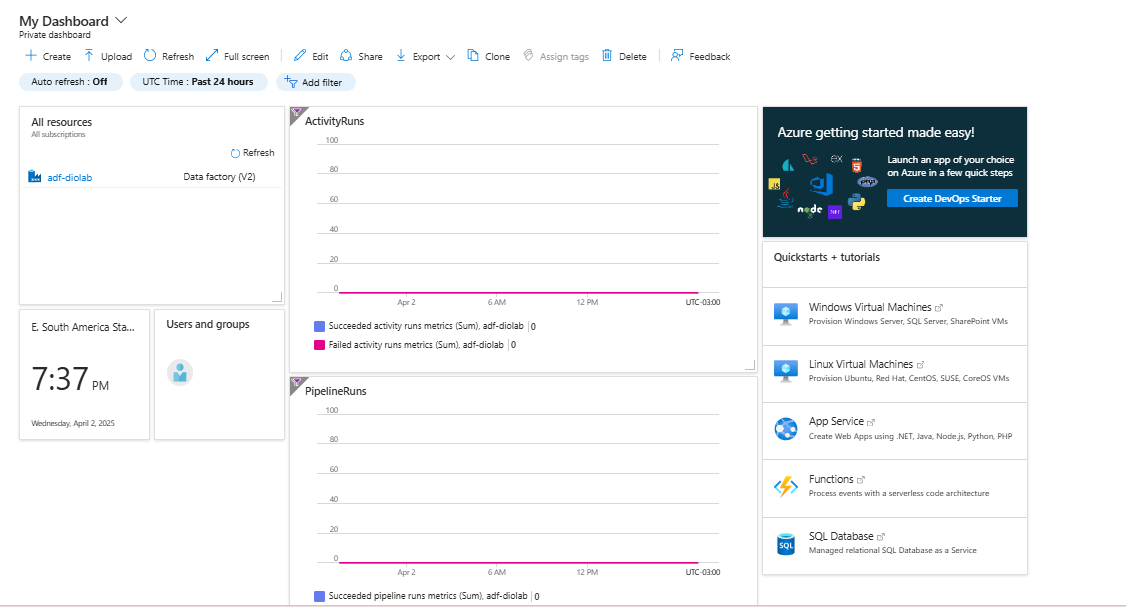 My Dashboard
Private dashboard
Create Upload Refresh Full screen Edit Share Export Clone Assign tags Delete Feedback
Auto refresh : Off UTC Time : Past 24 hours Add filter
All resources
All subscriptions
Refresh
adf-diolab Data factory (V2)
E. South America Sta...
7:37 PM
Wednesday, April 2, 2025
Users and groups
ActivityRuns
100
80
60
40
20
0
Apr 2 6 AM 12 PM UTC-03:00
Succeeded activity runs metrics (Sum), adf-diolab 0
Failed activity runs metrics (Sum), adf-diolab 0
PipelineRuns
100
80
60
40
20
0
Apr 2 6 AM 12 PM UTC-03:00
Succeeded pipeline runs metrics (Sum), adf-diolab 0
Azure getting started made easy!
Launch an app of your choice
on Azure in a few quick steps
Create DevOps Starter
EX
5
JS
php
node
.NET
Quickstarts + tutorials
Windows Virtual Machines
Provision Windows Server, SQL Server, SharePoint VMs
Linux Virtual Machines
Provision Ubuntu, Red Hat, CentOS, SUSE, CoreOS VMs
App Service
Create Web Apps using .NET, Java, Node.js, Python, PHP
Functions
Process events with a serverless code architecture
SQL
SQL Database
Managed relational SQL Database as a Service